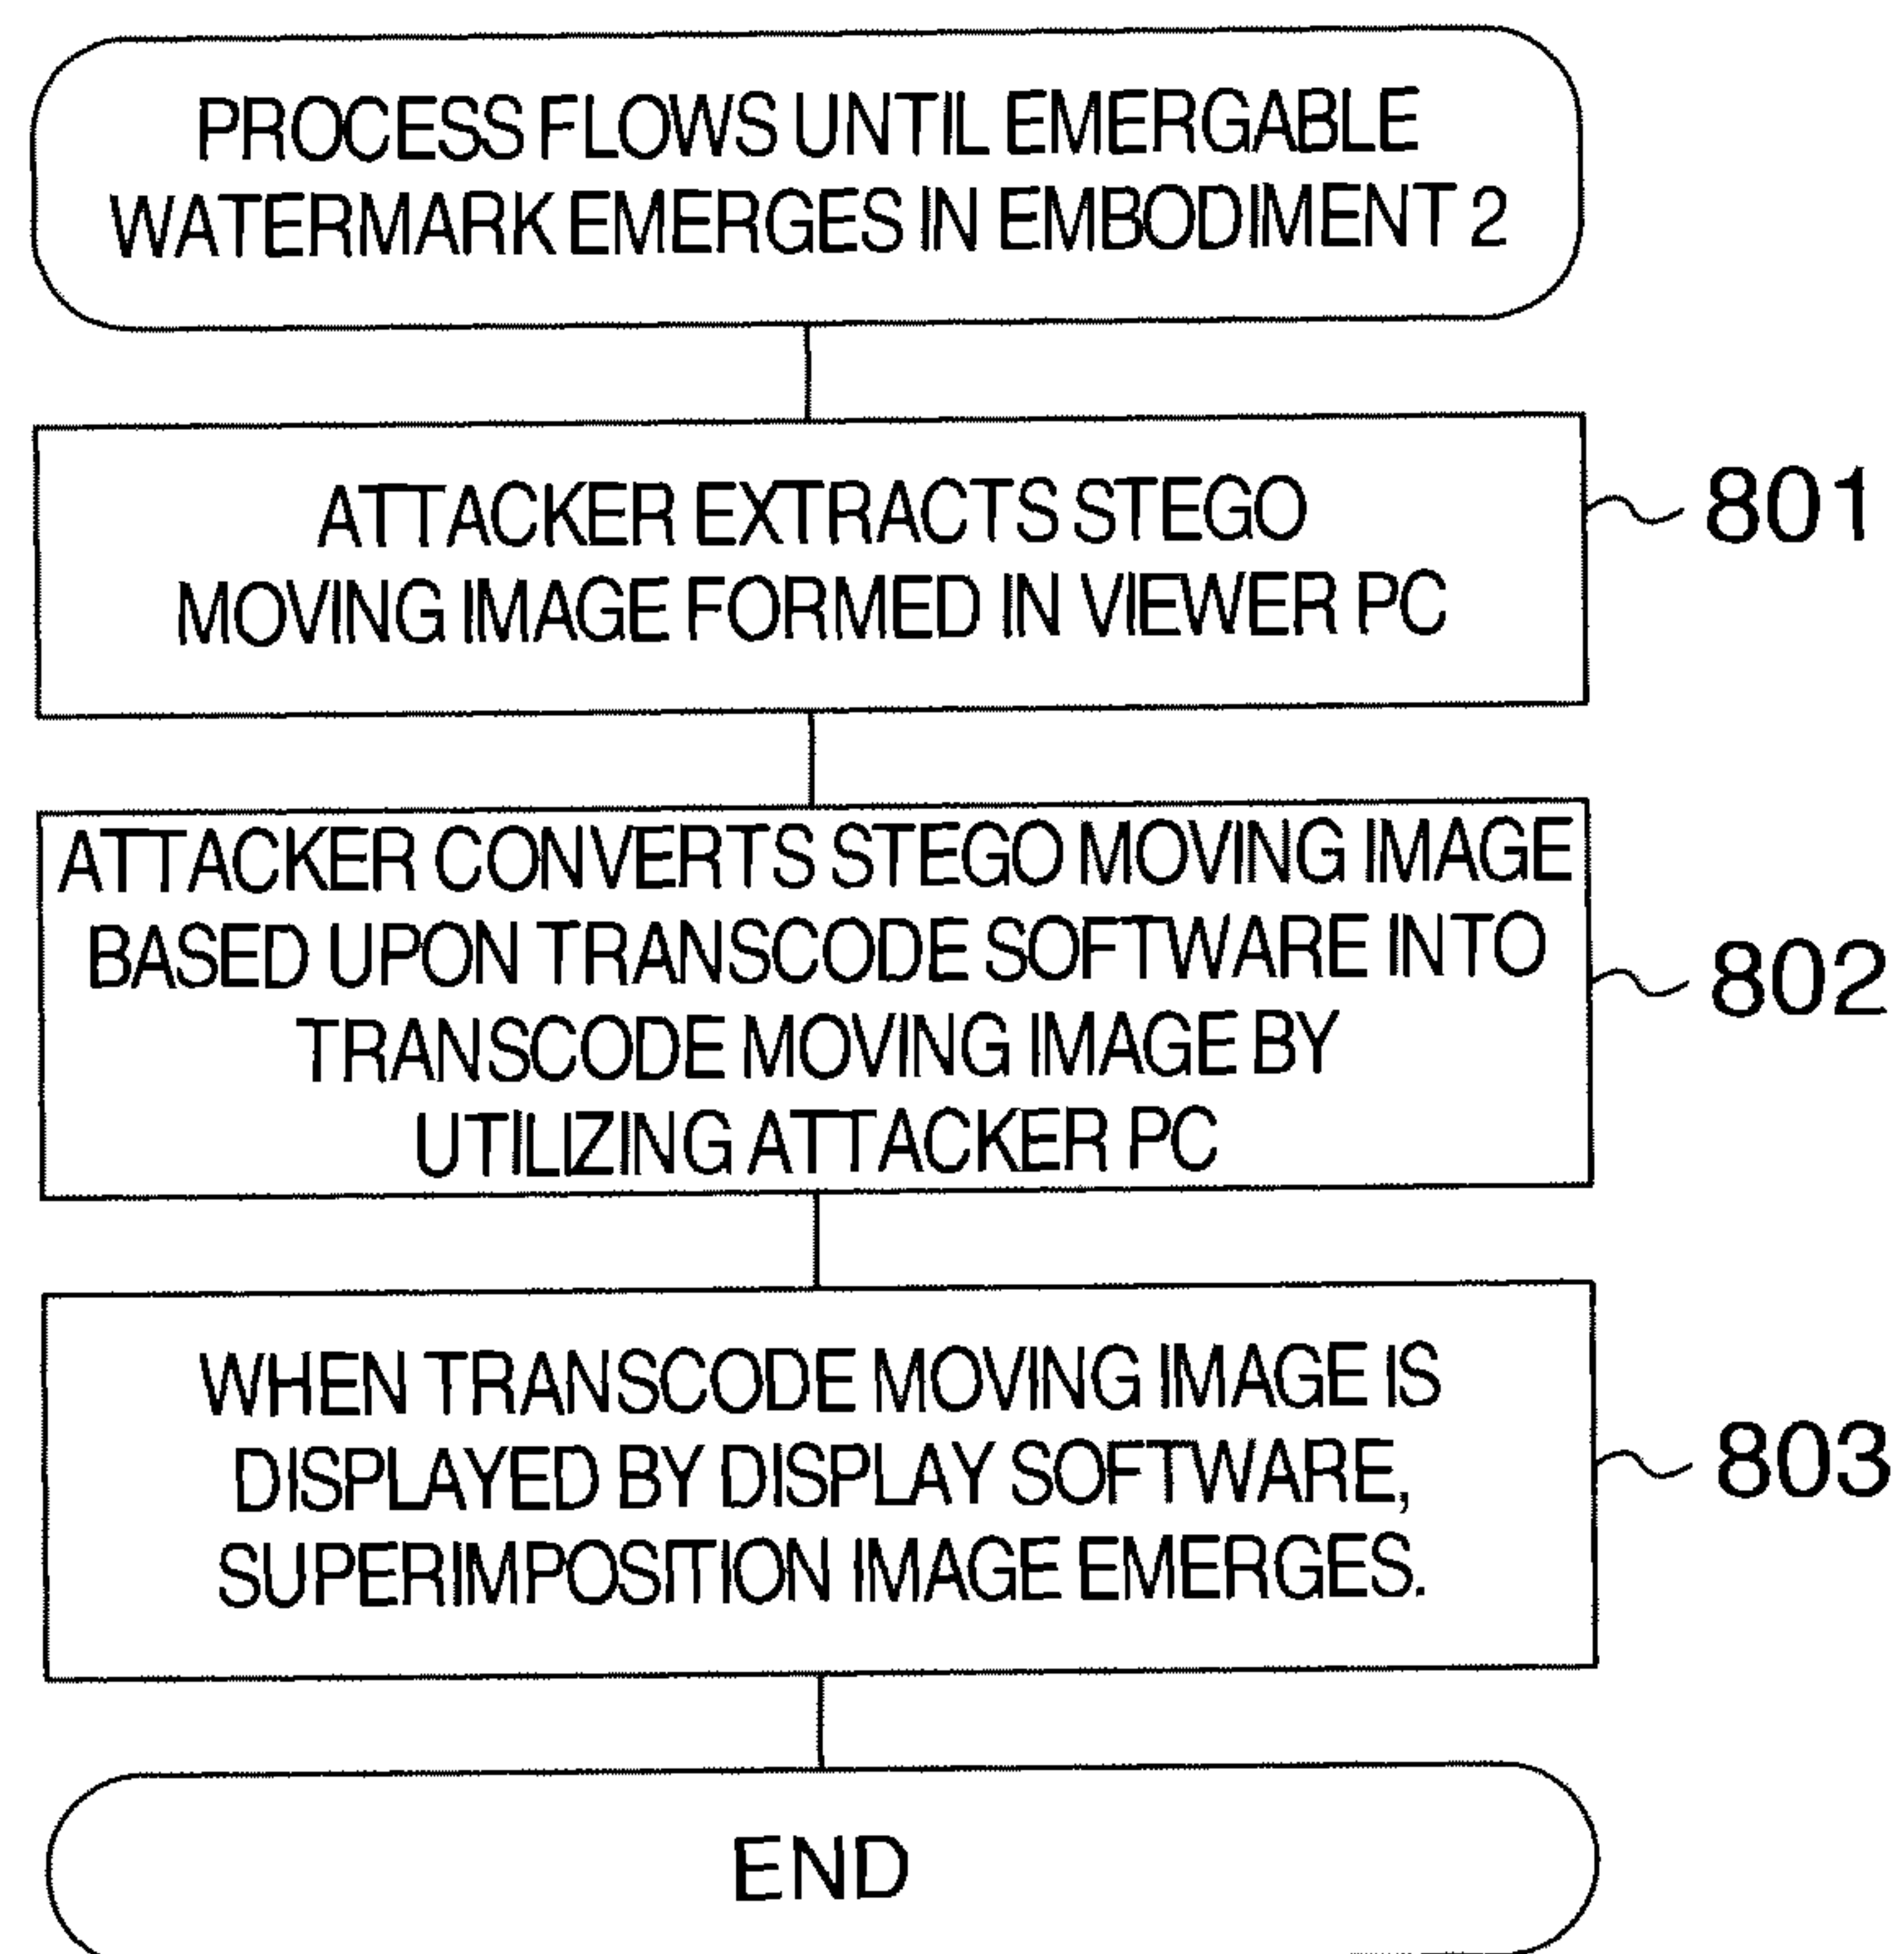 PROCESS FLOWS UNTIL EMERGABLE
WATERMARK EMERGES IN EMBODIMENT 2
ATTACKER EXTRACTS STEGO
MOVING IMAGE FORMED IN VIEWER PC
801
ATTACKER CONVERTS STEGO MOVING IMAGE
BASED UPON TRANSCODE SOFTWARE INTO
TRANSCODE MOVING IMAGE BY
UTILIZING ATTACKER PC
802
WHEN TRANSCODE MOVING IMAGE IS
DISPLAYED BY DISPLAY SOFTWARE,
SUPERIMPOSITION IMAGE EMERGES.
803
END